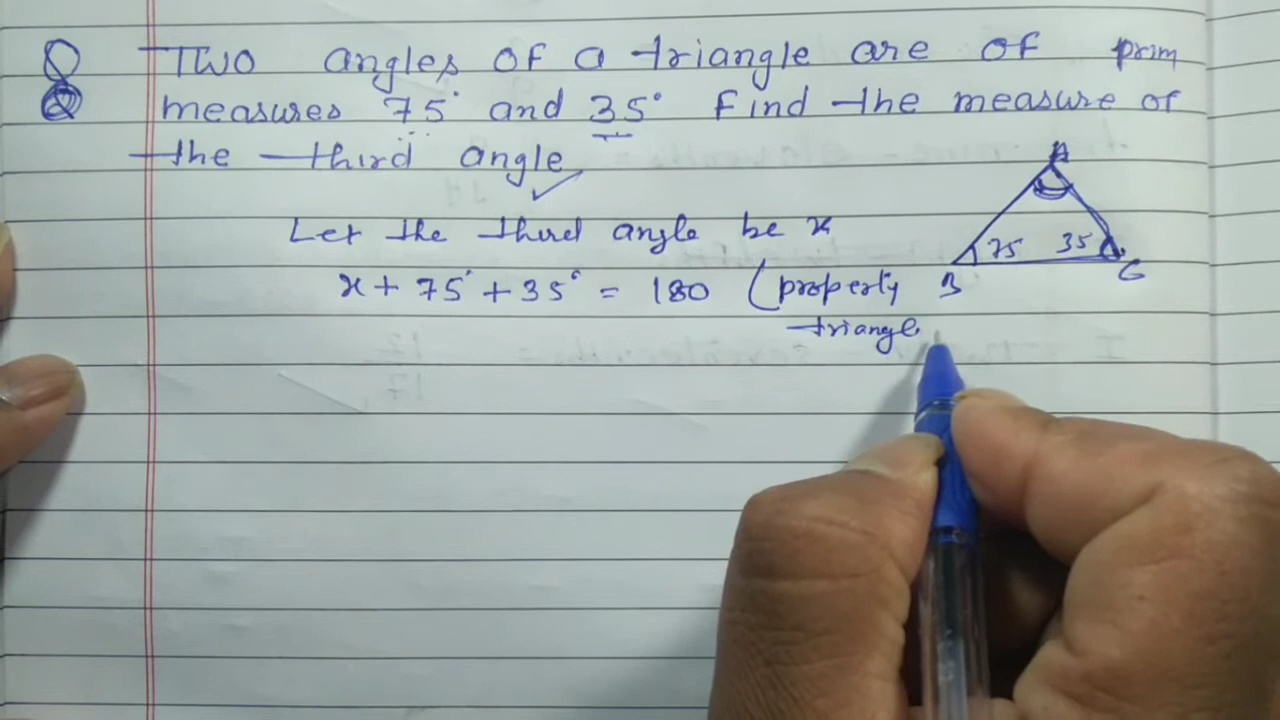 Q Two angles of a triangle are of prim
Q measures 75° and 35° Find the measure of
the third angle
Let the third angle be x
x + 75° + 35° = 180 (property
triangle
A
75 35
B C